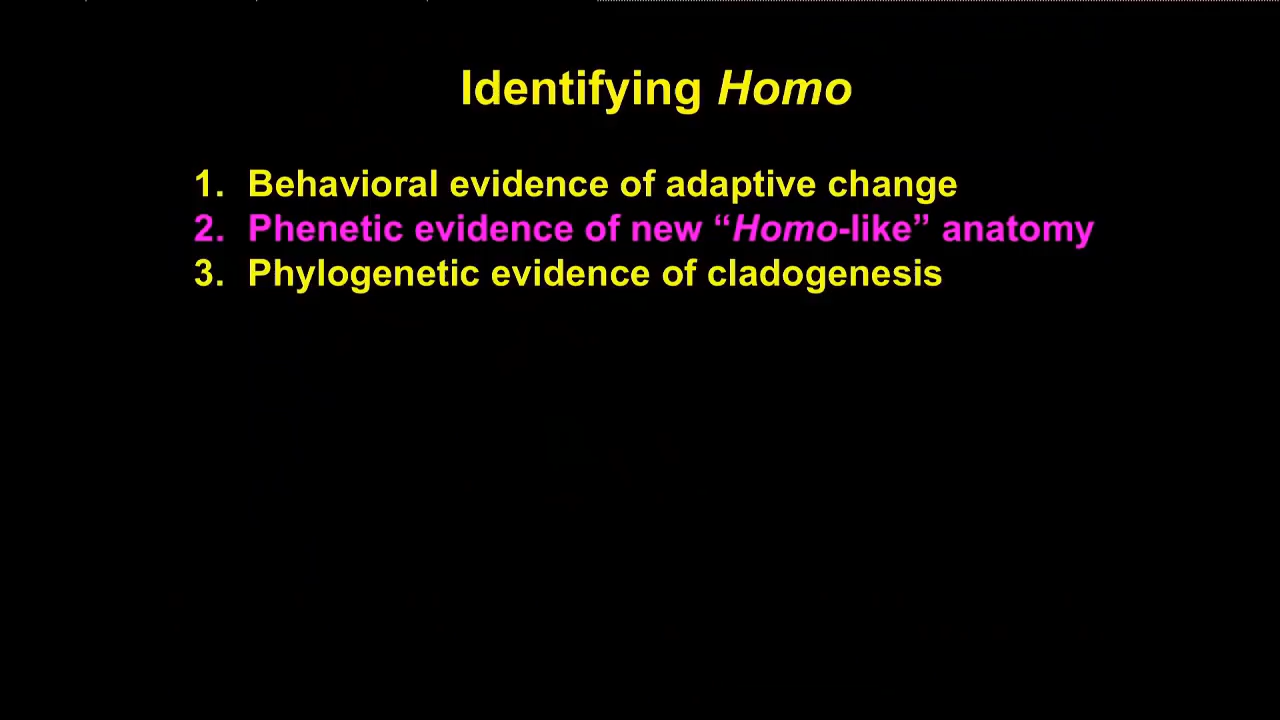 Identifying Homo
1. Behavioral evidence of adaptive change
2. Phenetic evidence of new “Homo-like” anatomy
3. Phylogenetic evidence of cladogenesis